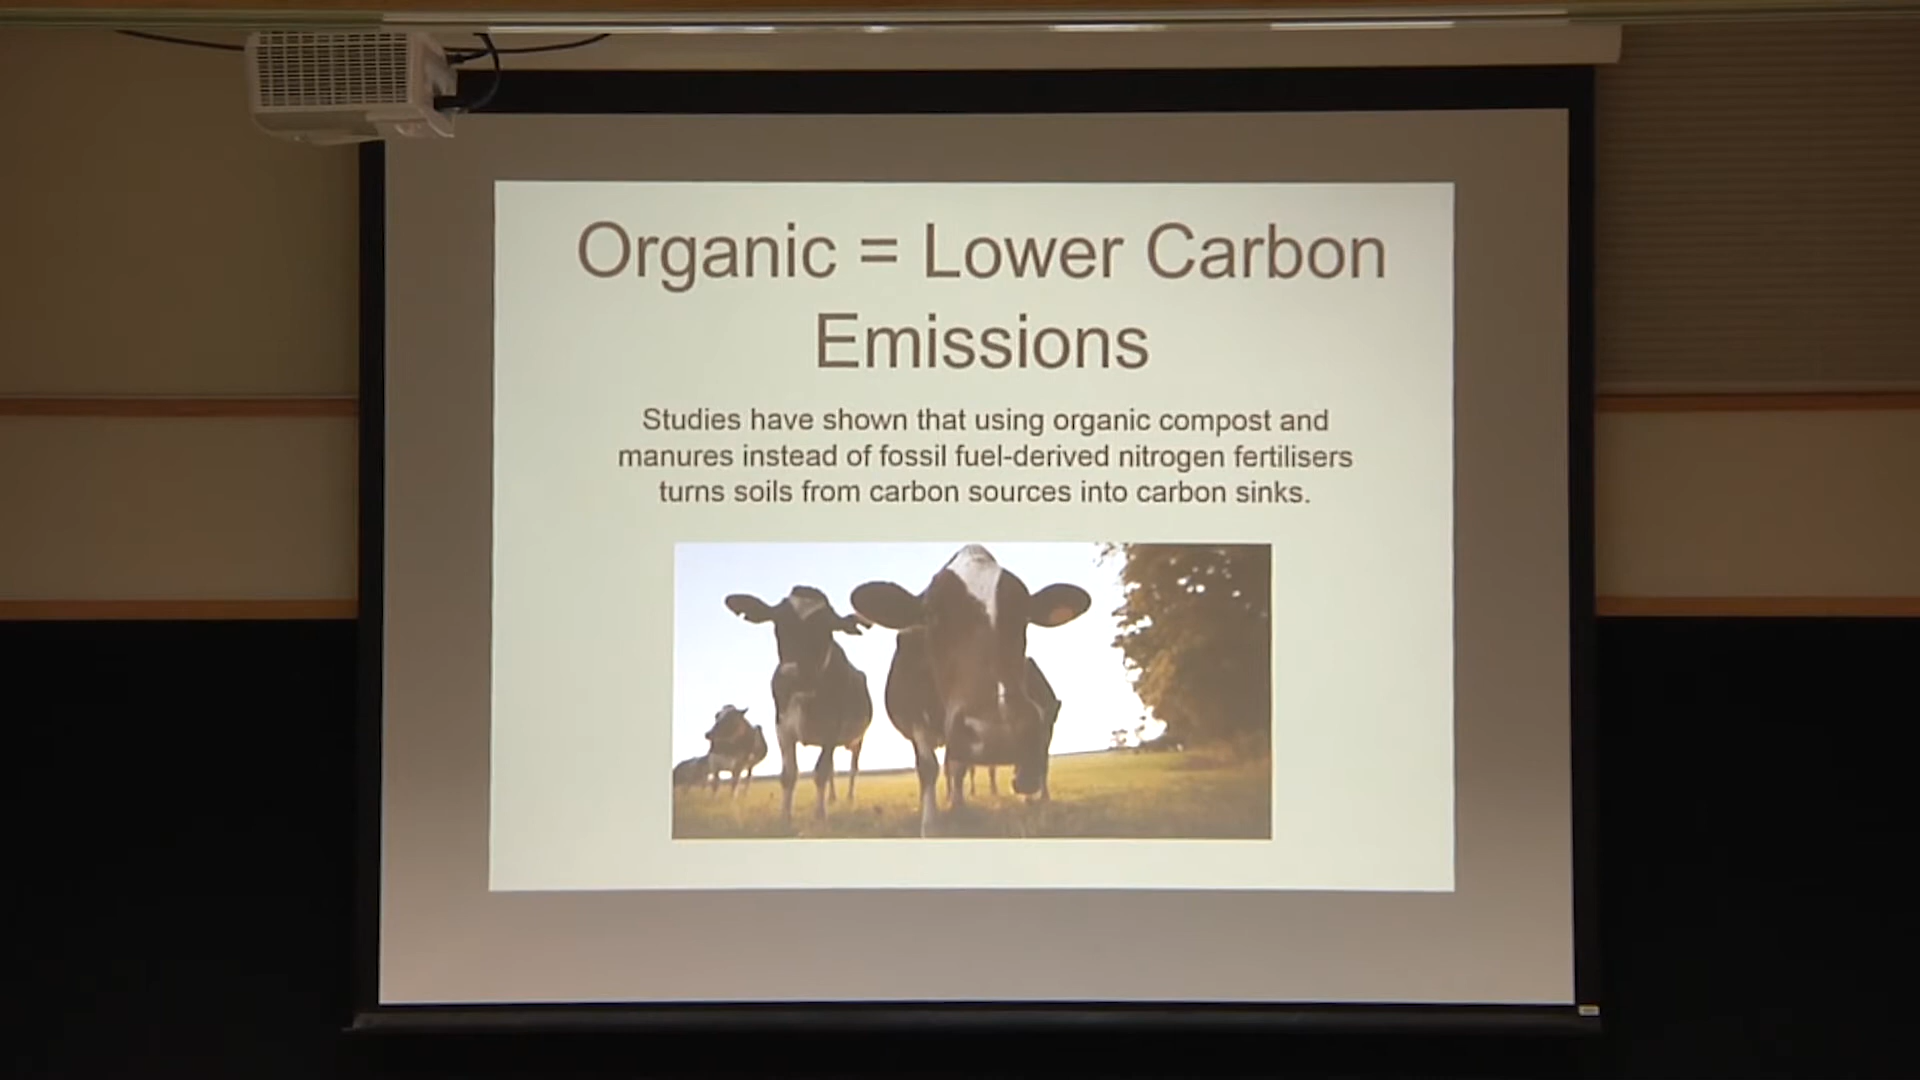 Organic = Lower Carbon
Emissions
Studies have shown that using organic compost and
manures instead of fossil fuel-derived nitrogen fertilisers
turns soils from carbon sources into carbon sinks.